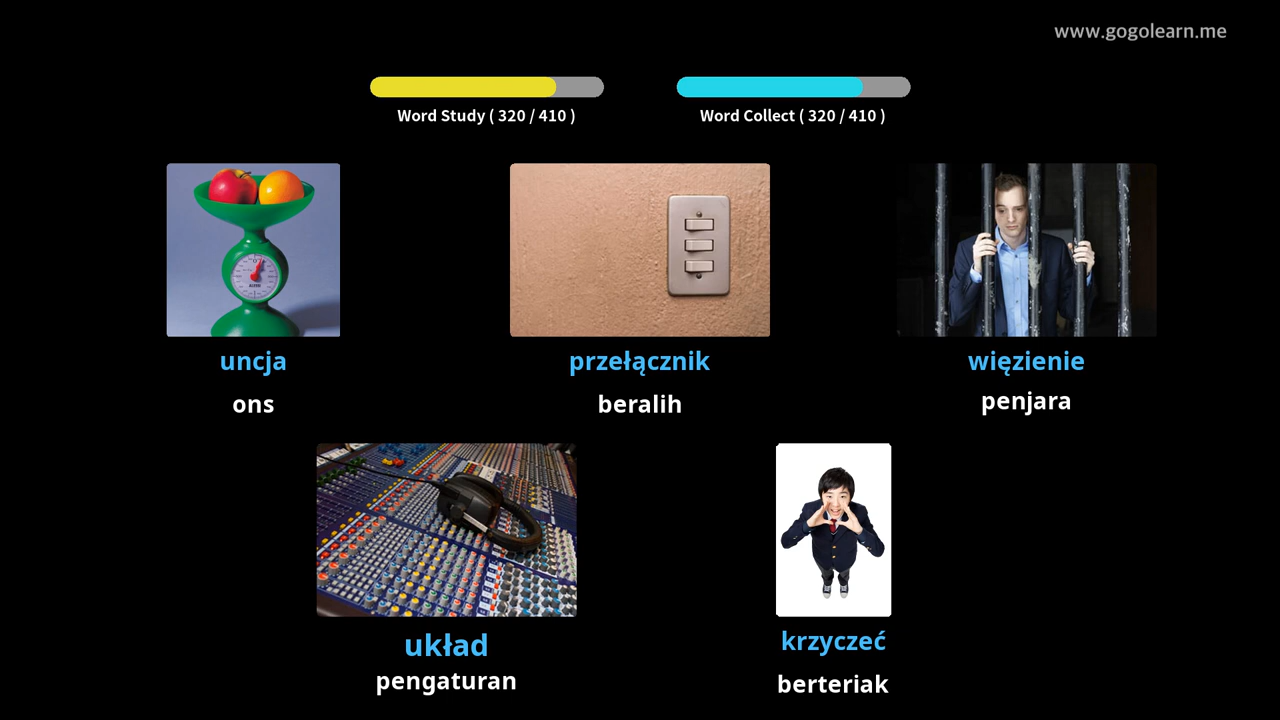 www.gogolearn.me
Word Study ( 320 / 410 )
Word Collect ( 320 / 410 )
uncja
ons
przełącznik
beralih
więzienie
penjara
układ
pengaturan
krzyczeć
berteriak